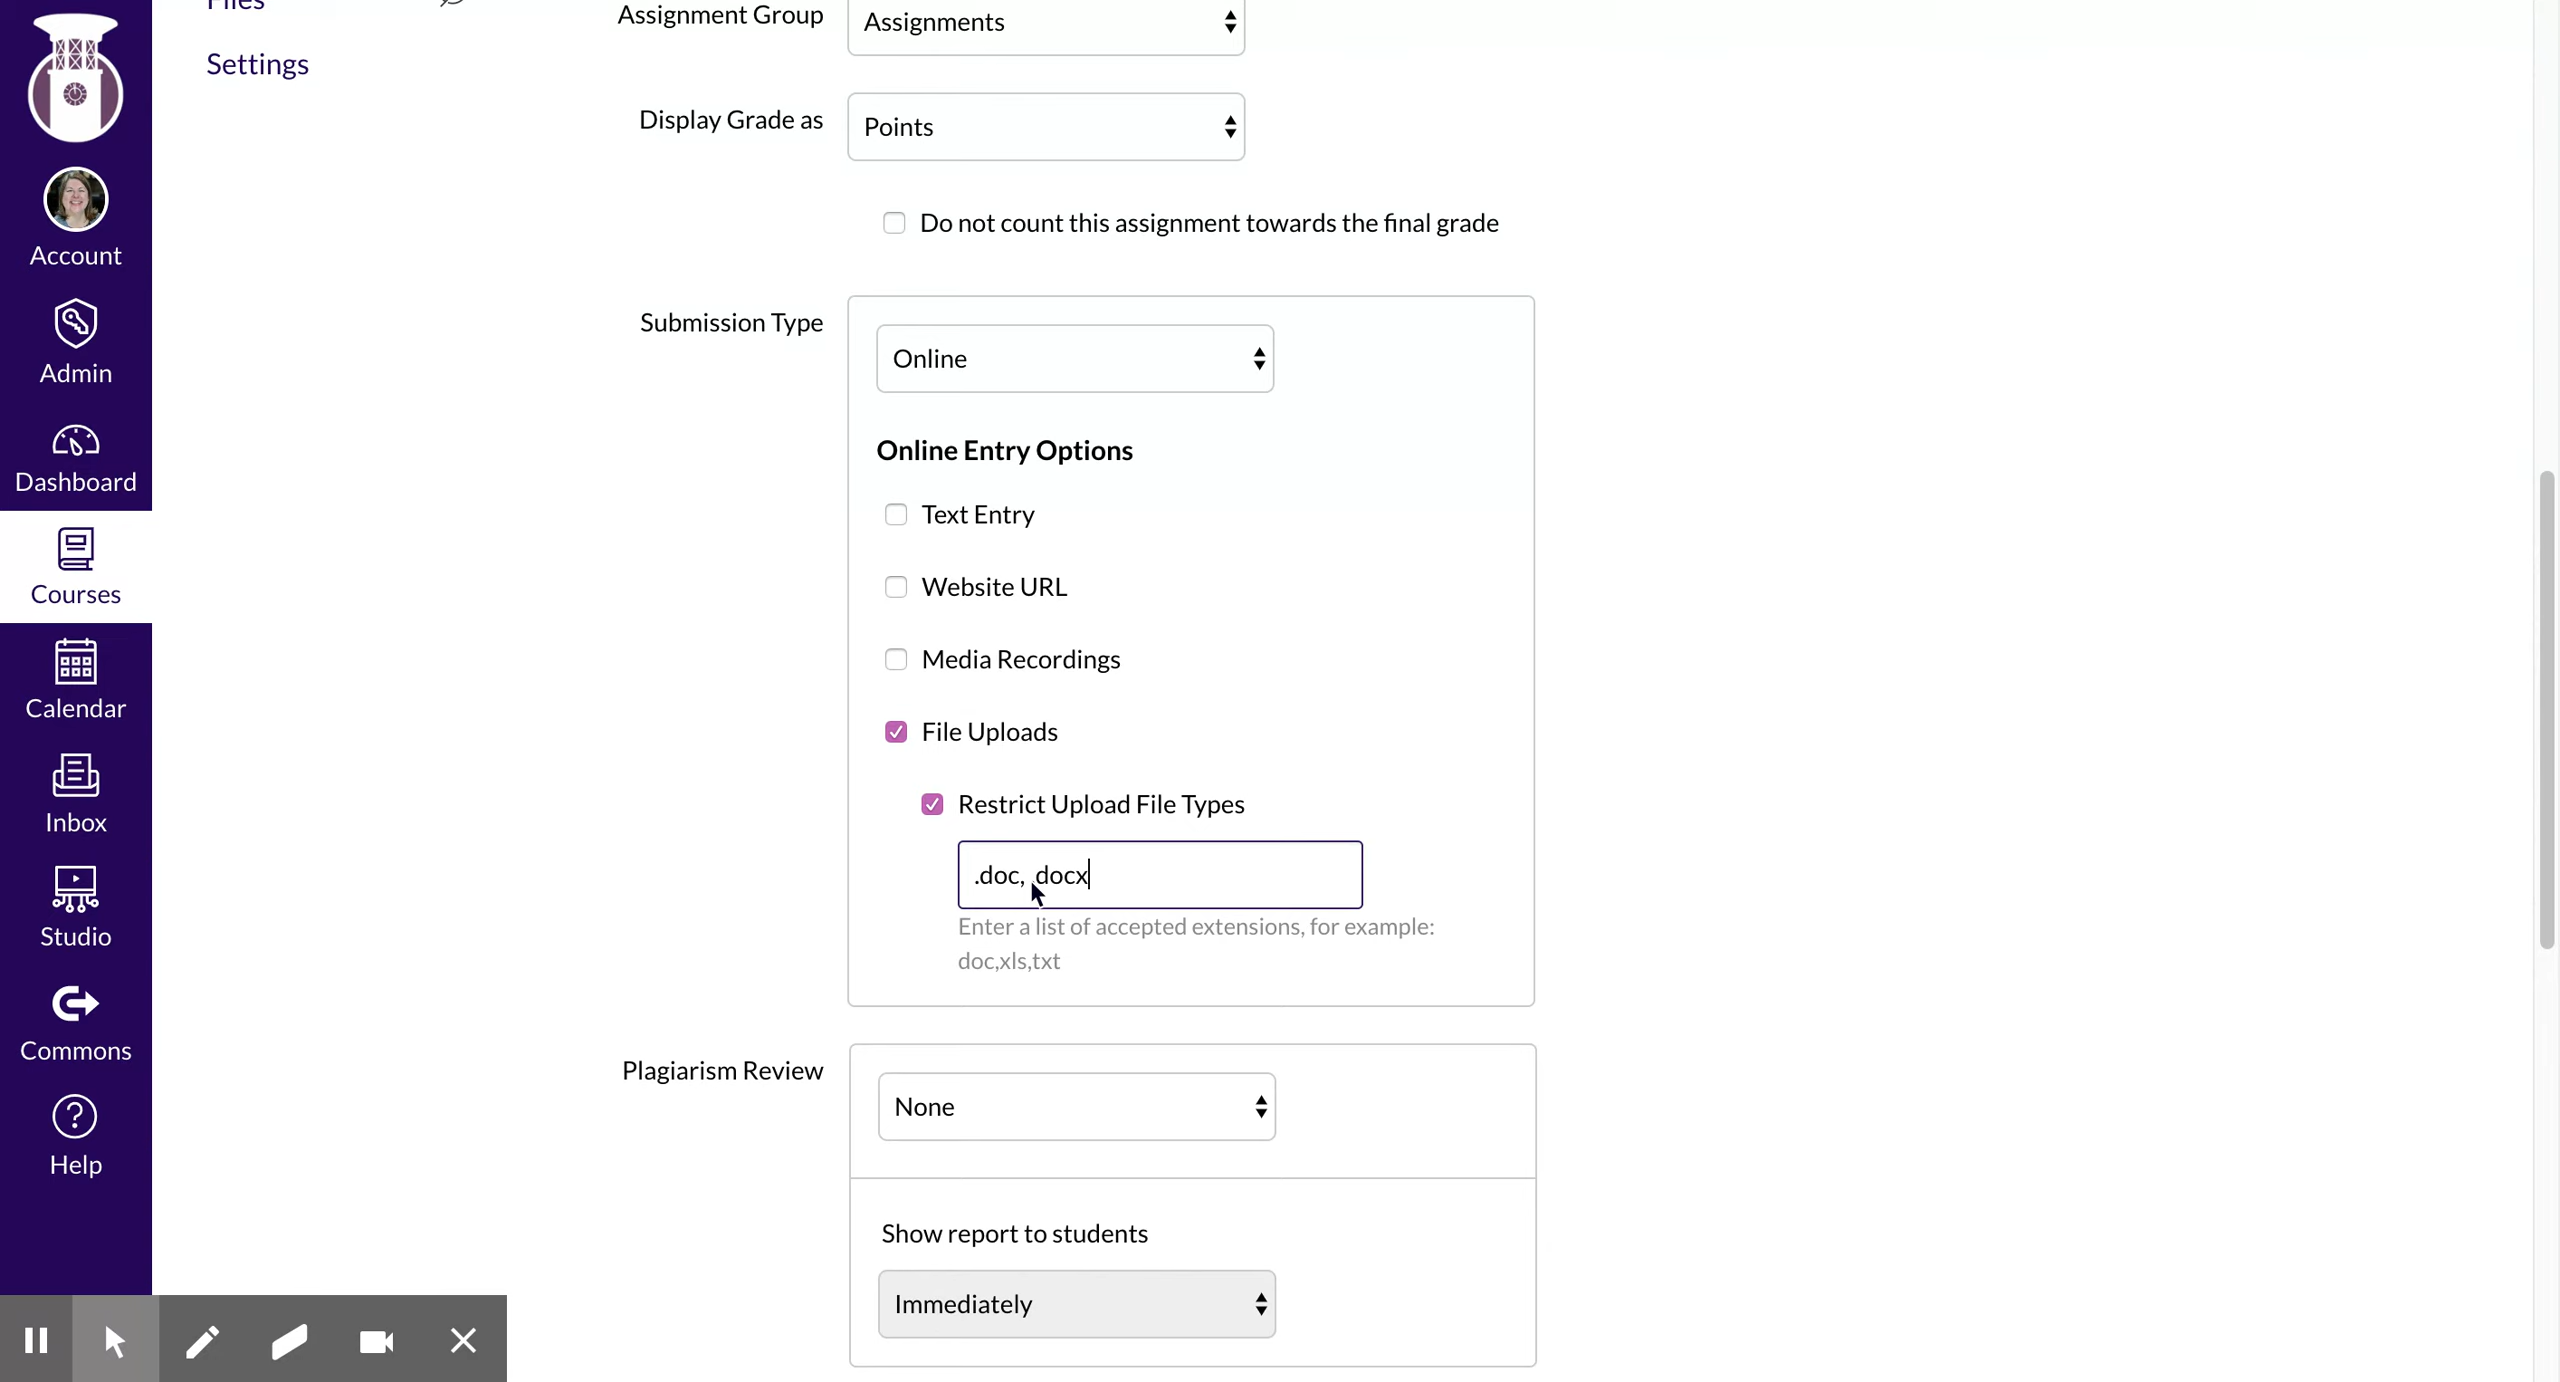 Files
Settings
Account
Admin
Dashboard
Courses
Calendar
Inbox
Studio
Commons
Help
Assignment Group
Assignments
Display Grade as
Points
Do not count this assignment towards the final grade
Submission Type
Online
Online Entry Options
Text Entry
Website URL
Media Recordings
File Uploads
Restrict Upload File Types
.doc, docx
Enter a list of accepted extensions, for example:
doc,xls,txt
Plagiarism Review
None
Show report to students
Immediately